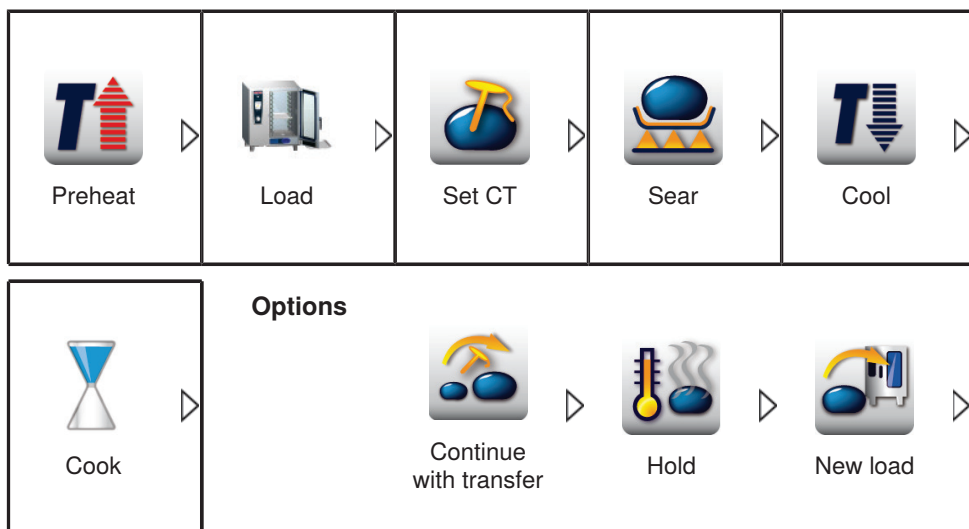 Preheat
Load
Set CT
Sear
Cool
Options
Cook
Continue
with transfer
Hold
New load